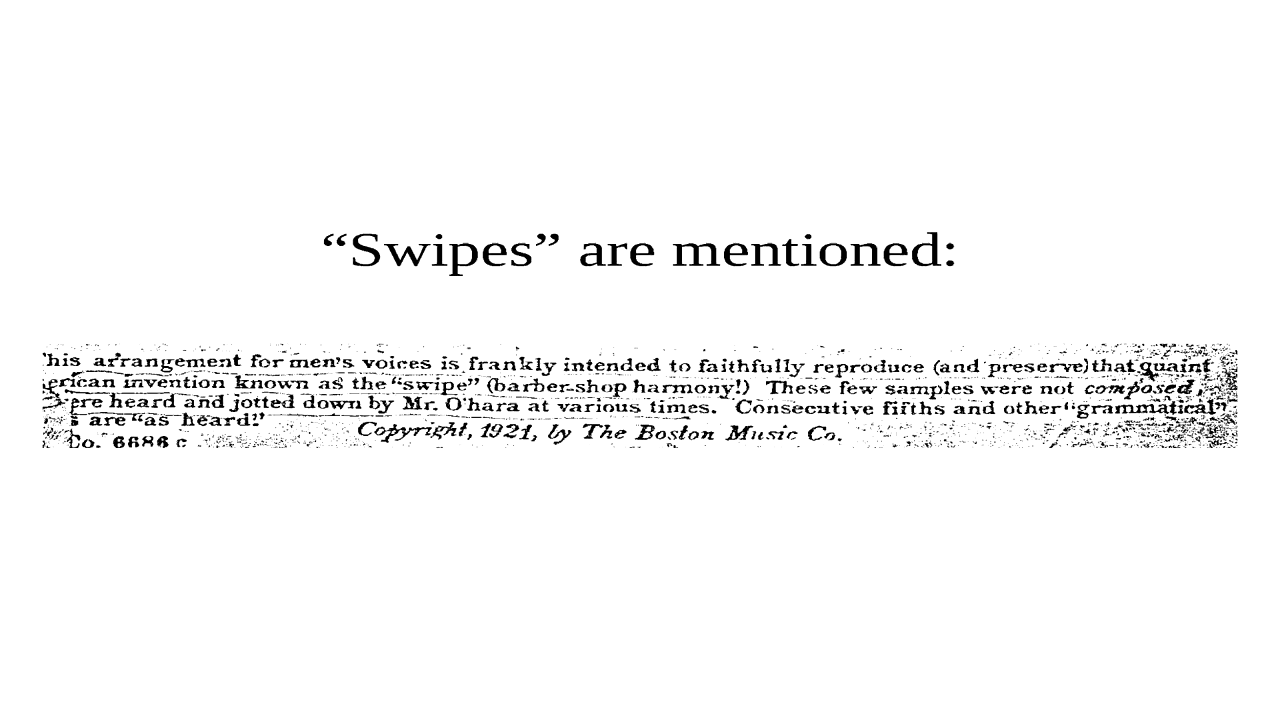 “Swipes” are mentioned:
his arrangement for men's voices is frankly intended to faithfully reproduce (and preserve) that quaint
erican invention known as the “swipe” (barber-shop harmony!) These few samples were not composed,
ere heard and jotted down by Mr. O'hara at various times. Consecutive fifths and other “grammatical”
s are “as heard.”
Copyright, 1921, by The Boston Music Co.
Co. 6686 c